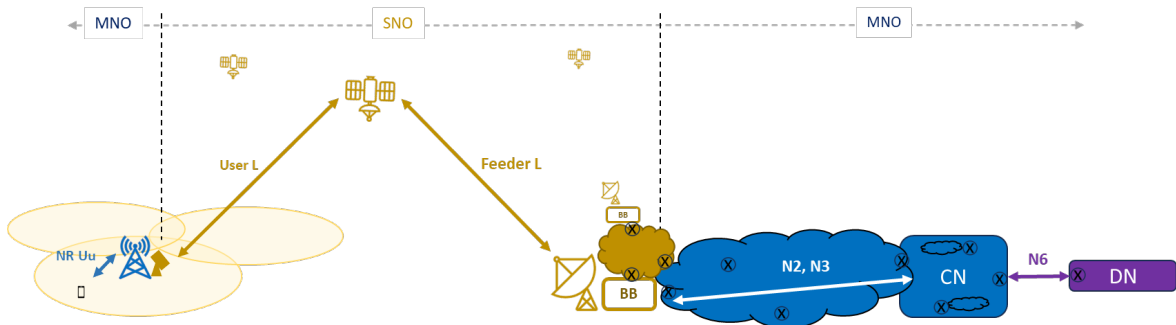 MNO
SNO
MNO
User L
Feeder L
NR Uu
BB
X
X
X
X
X
N2, N3
X
X
X
BB
X
CN
X
X
X
N6
X
DN